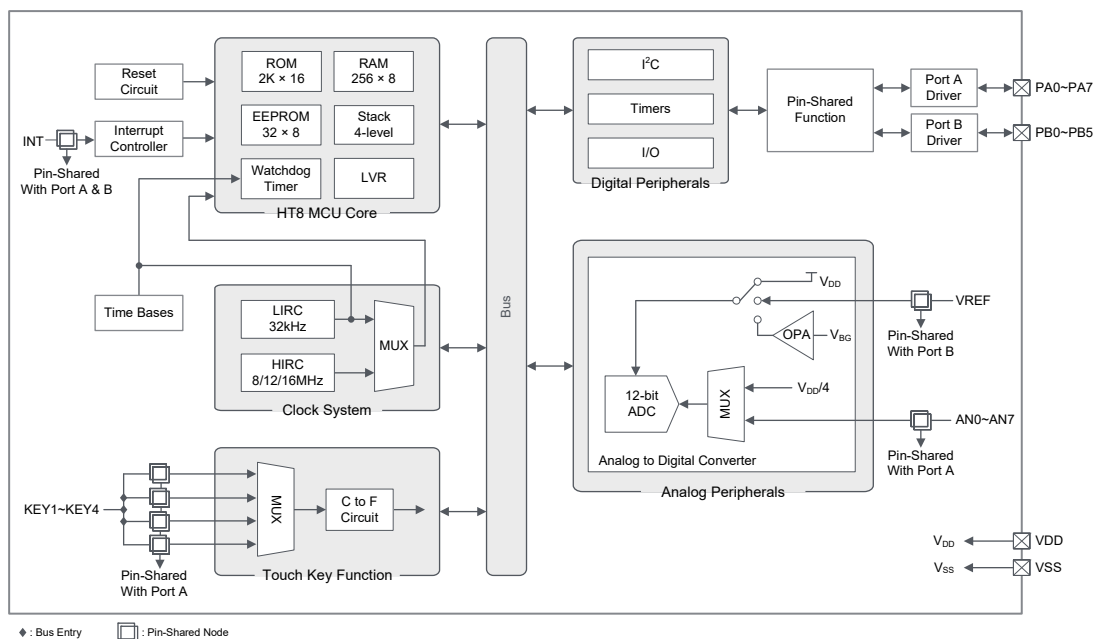 Reset
Circuit
INT
Interrupt
Controller
Pin-Shared
With Port A & B
ROM
2K × 16
RAM
256 × 8
EEPROM
32 × 8
Stack
4-level
Watchdog
Timer
LVR
HT8 MCU Core
Time Bases
LIRC
32kHz
HIRC
8/12/16MHz
MUX
Clock System
KEY1~KEY4
Pin-Shared
With Port A
MUX
C to F
Circuit
Touch Key Function
Bus
I²C
Timers
I/O
Digital Peripherals
Pin-Shared
Function
Port A
Driver
Port B
Driver
PA0~PA7
PB0~PB5
VDD
OPA
VBG
12-bit
ADC
MUX
VDD/4
Analog to Digital Converter
Analog Peripherals
VREF
Pin-Shared
With Port B
AN0~AN7
Pin-Shared
With Port A
VDD
VDD
VSS
VSS
: Bus Entry
: Pin-Shared Node